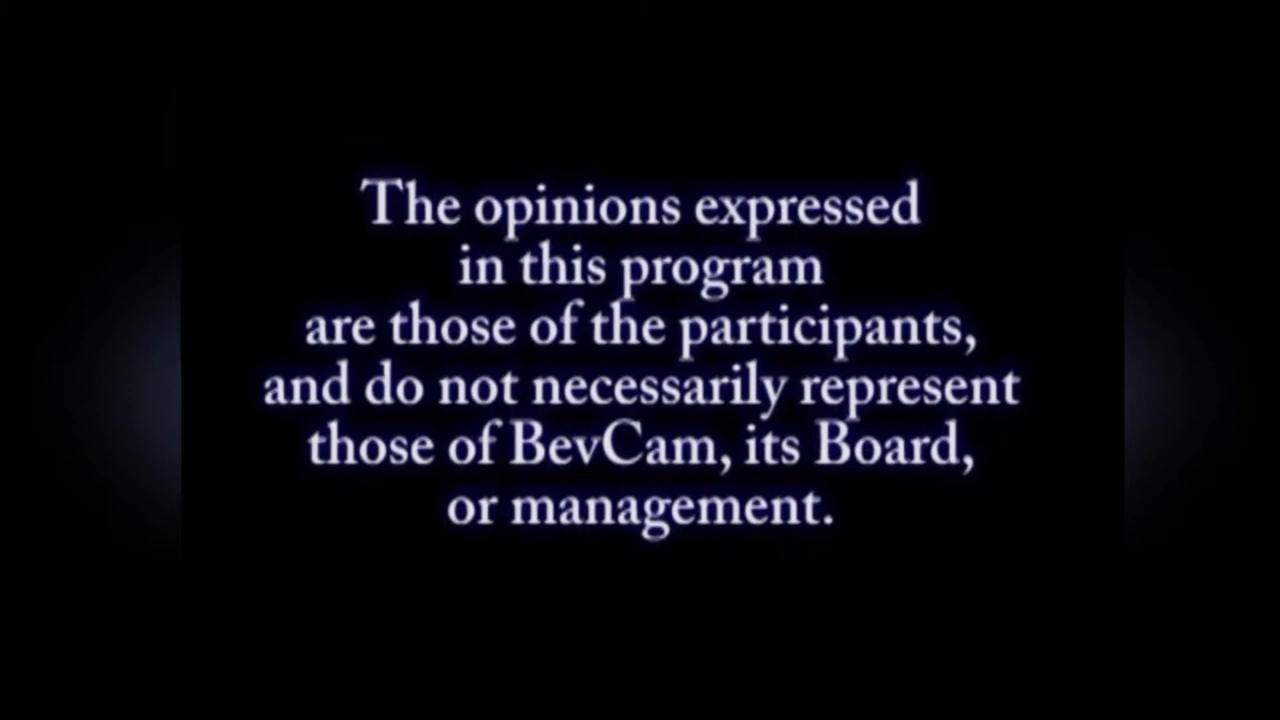 The opinions expressed
in this program
are those of the participants,
and do not necessarily represent
those of BevCam, its Board,
or management.